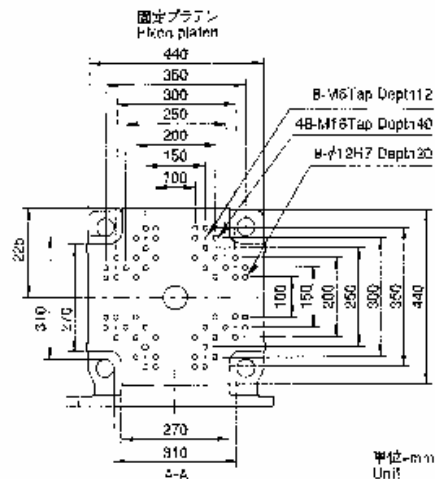 固定プラテン
Fixed platen
440
350
300
250
200
150
100
8-M8Tap Depth12
48-M16Tap Depth40
8-φ12H7 Depth20
225
310
270
100
150
200
250
300
350
440
270
310
A-A
単位=mm
Unit